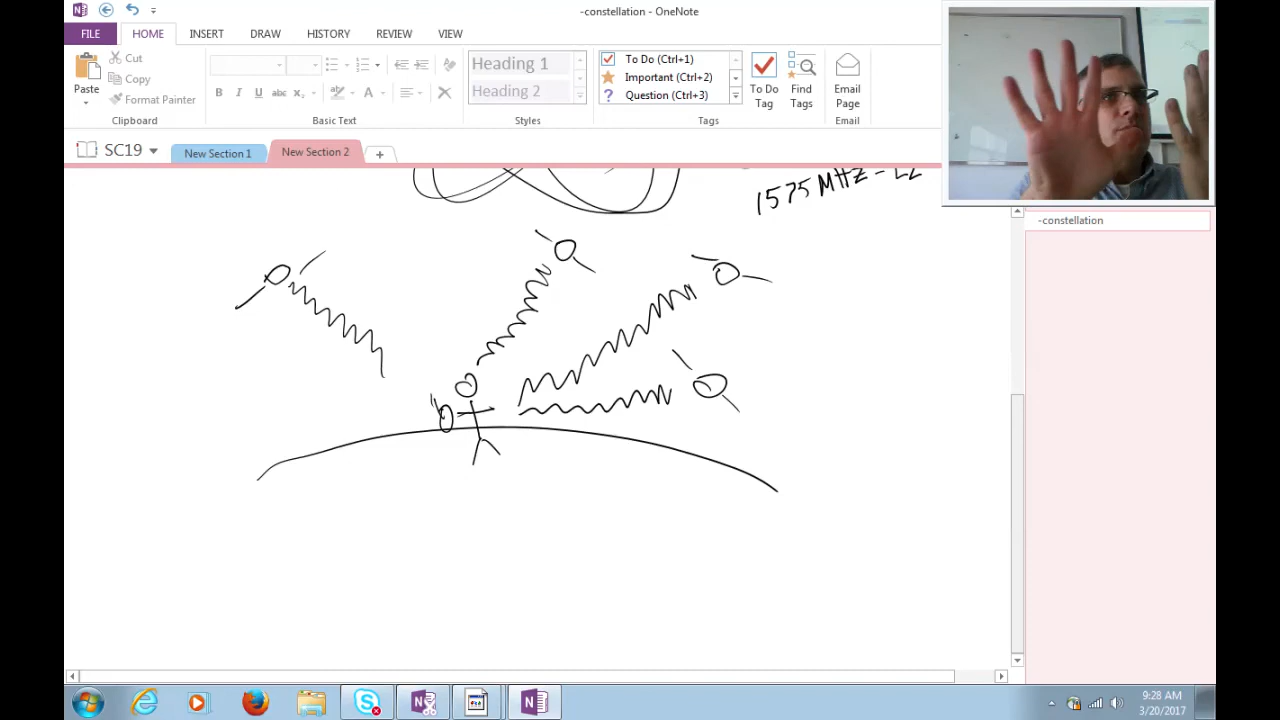 -constellation - OneNote
FILE HOME INSERT DRAW HISTORY REVIEW VIEW
Paste
Cut
Copy
Format Painter
Clipboard
B I U abc x₂ A
Basic Text
Heading 1
Heading 2
Styles
To Do (Ctrl+1)
Important (Ctrl+2)
? Question (Ctrl+3)
Tags
To Do Tag
Find Tags
Email Page
Email
SC19 New Section 1 New Section 2 +
1575 MHz -
-constellation
9:28 AM
3/20/2017